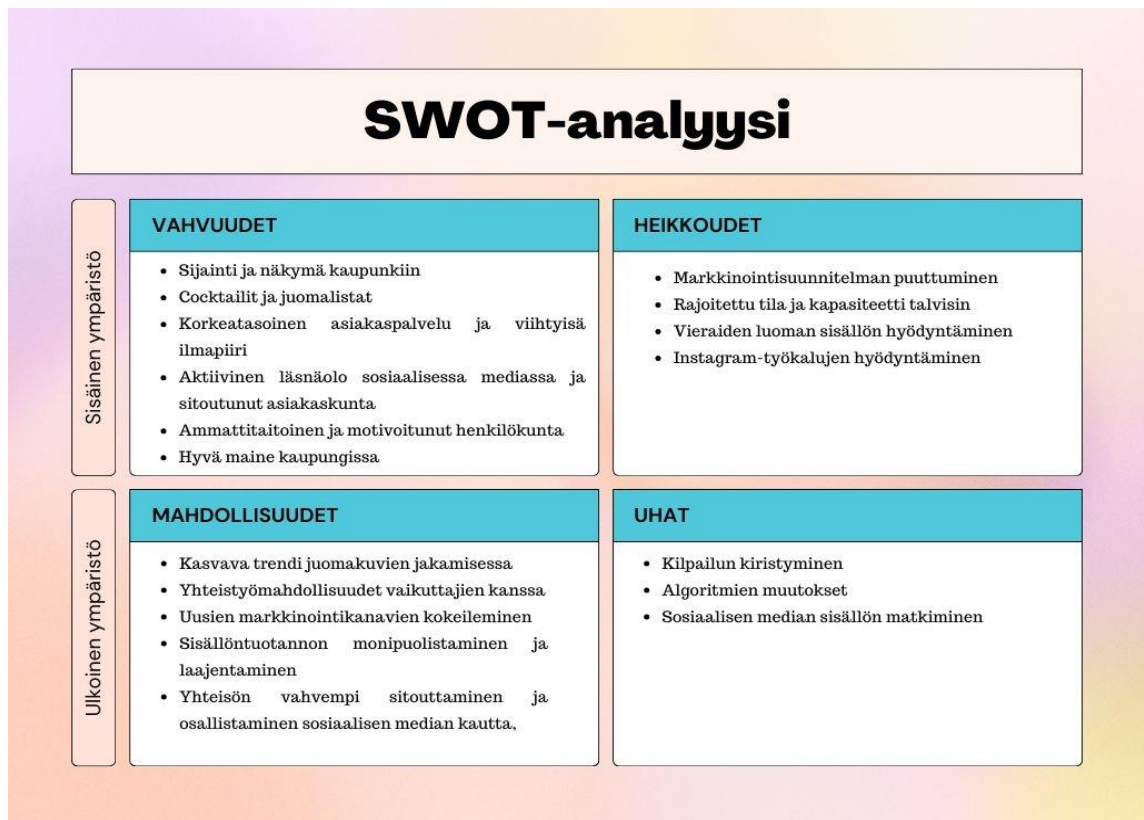 SWOT-analyysi
Sisäinen ympäristö
VAHVUUDET
• Sijainti ja näkymä kaupunkiin
• Cocktailit ja juomalistat
• Korkeatasoinen asiakaspalvelu ja viihtyisä
ilmapiiri
• Aktiivinen läsnäolo sosiaalisessa mediassa ja
sitoutunut asiakaskunta
• Ammattitaitoinen ja motivoitunut henkilökunta
• Hyvä maine kaupungissa
HEIKKOUDET
• Markkinointisuunnitelman puuttuminen
• Rajoitettu tila ja kapasiteetti talvisin
• Vieraiden luoman sisällön hyödyntäminen
• Instagram-työkalujen hyödyntäminen
Ulkoinen ympäristö
MAHDOLLISUUDET
• Kasvava trendi juomakuvien jakamisessa
• Yhteistyömahdollisuudet vaikuttajien kanssa
• Uusien markkinointikanavien kokeileminen
• Sisällöntuotannon monipuolistaminen ja
laajentaminen
• Yhteisön vahvempi sitouttaminen ja
osallistaminen sosiaalisen median kautta,
UHAT
• Kilpailun kiristyminen
• Algoritmien muutokset
• Sosiaalisen median sisällön matkiminen